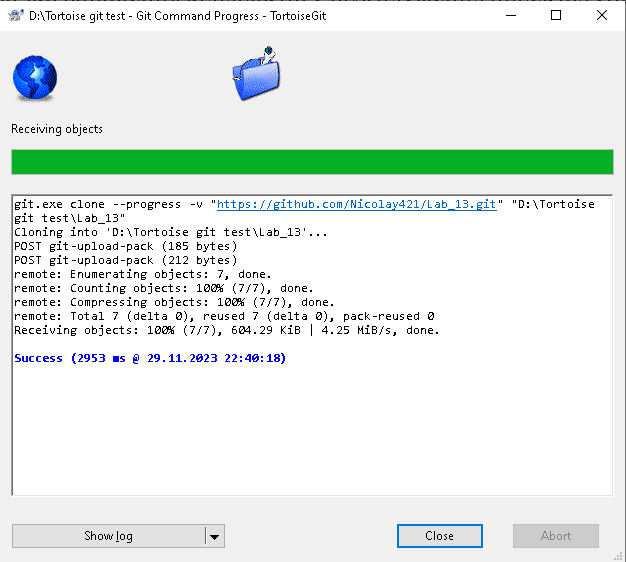 D:\Tortoise git test - Git Command Progress - TortoiseGit
Receiving objects
git.exe clone --progress -v "https://github.com/Nicolay421/Lab_13.git" "D:\Tortoise
git test\Lab_13"
Cloning into 'D:\Tortoise git test\Lab_13'...
POST git-upload-pack (185 bytes)
POST git-upload-pack (212 bytes)
remote: Enumerating objects: 7, done.
remote: Counting objects: 100% (7/7), done.
remote: Compressing objects: 100% (7/7), done.
remote: Total 7 (delta 0), reused 7 (delta 0), pack-reused 0
Receiving objects: 100% (7/7), 604.29 KiB | 4.25 MiB/s, done.
Success (2953 ms @ 29.11.2023 22:40:18)
Show log
Close
Abort